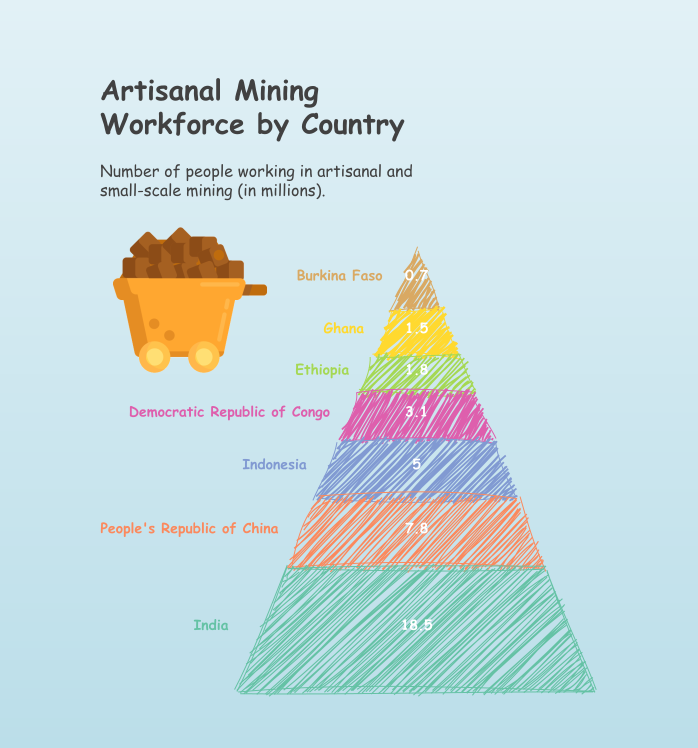 Artisanal Mining
Workforce by Country
Number of people working in artisanal and
small-scale mining (in millions).
Burkina Faso 0.7
Ghana 1.5
Ethiopia 1.8
Democratic Republic of Congo 3.1
Indonesia 5
People's Republic of China 7.8
India 18.5